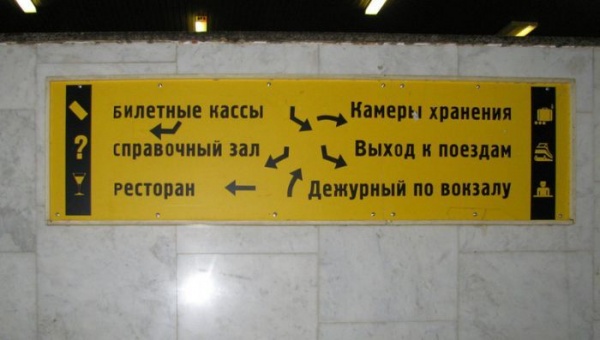 Билетные кассы
справочный зал
ресторан
Камеры хранения
Выход к поездам
Дежурный по вокзалу
?